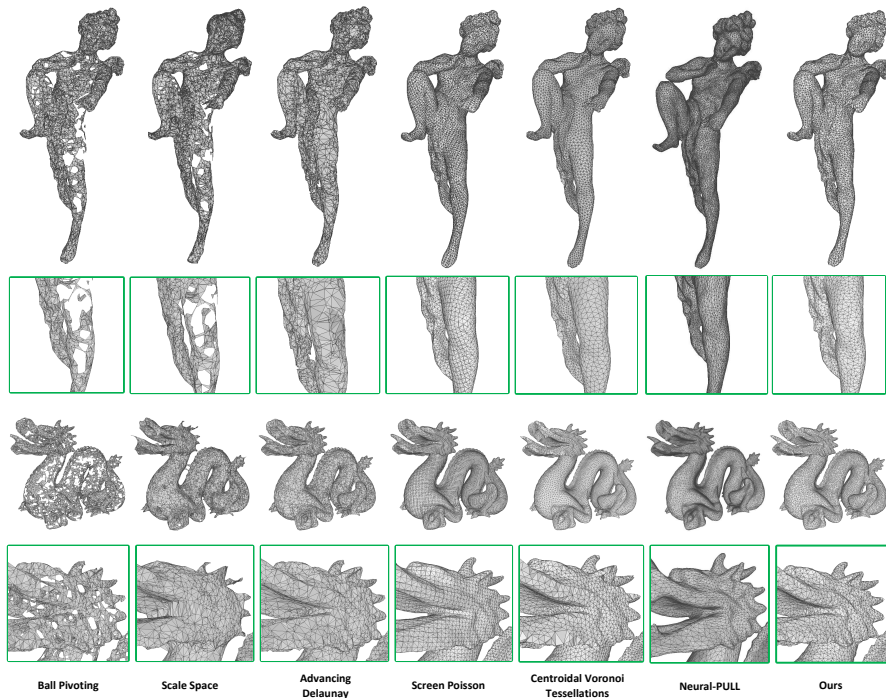 Ball Pivoting
Scale Space
Advancing
Delaunay
Screen Poisson
Centroidal Voronoi
Tessellations
Neural-PULL
Ours